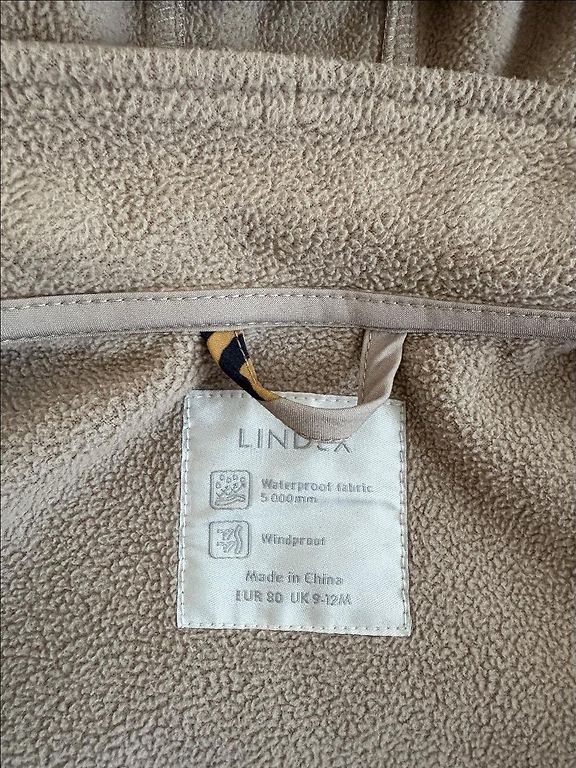 LINDEX
Waterproof fabric
5 000mm
Windproof
Made in China
EUR 80 UK 9-12M